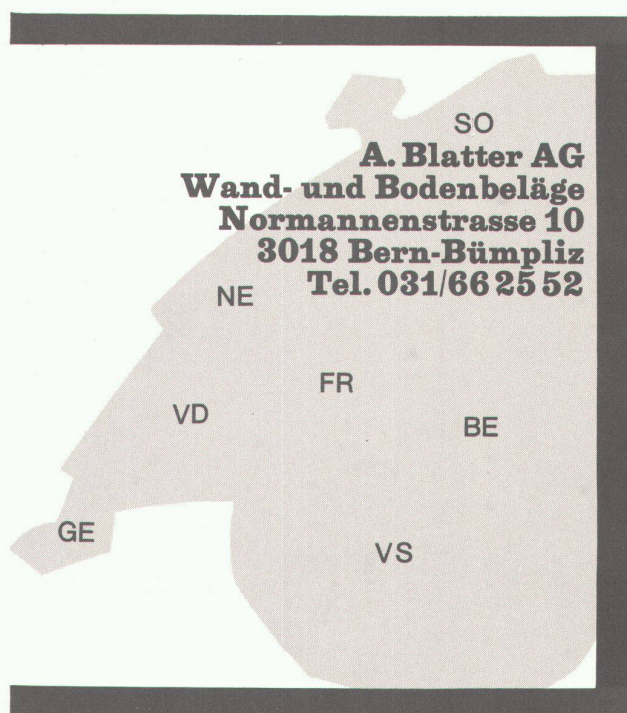 SO
A. Blatter AG
Wand- und Bodenbeläge
Normannenstrasse 10
3018 Bern-Bümpliz
Tel. 031/66 25 52
NE
FR
VD
BE
GE
VS